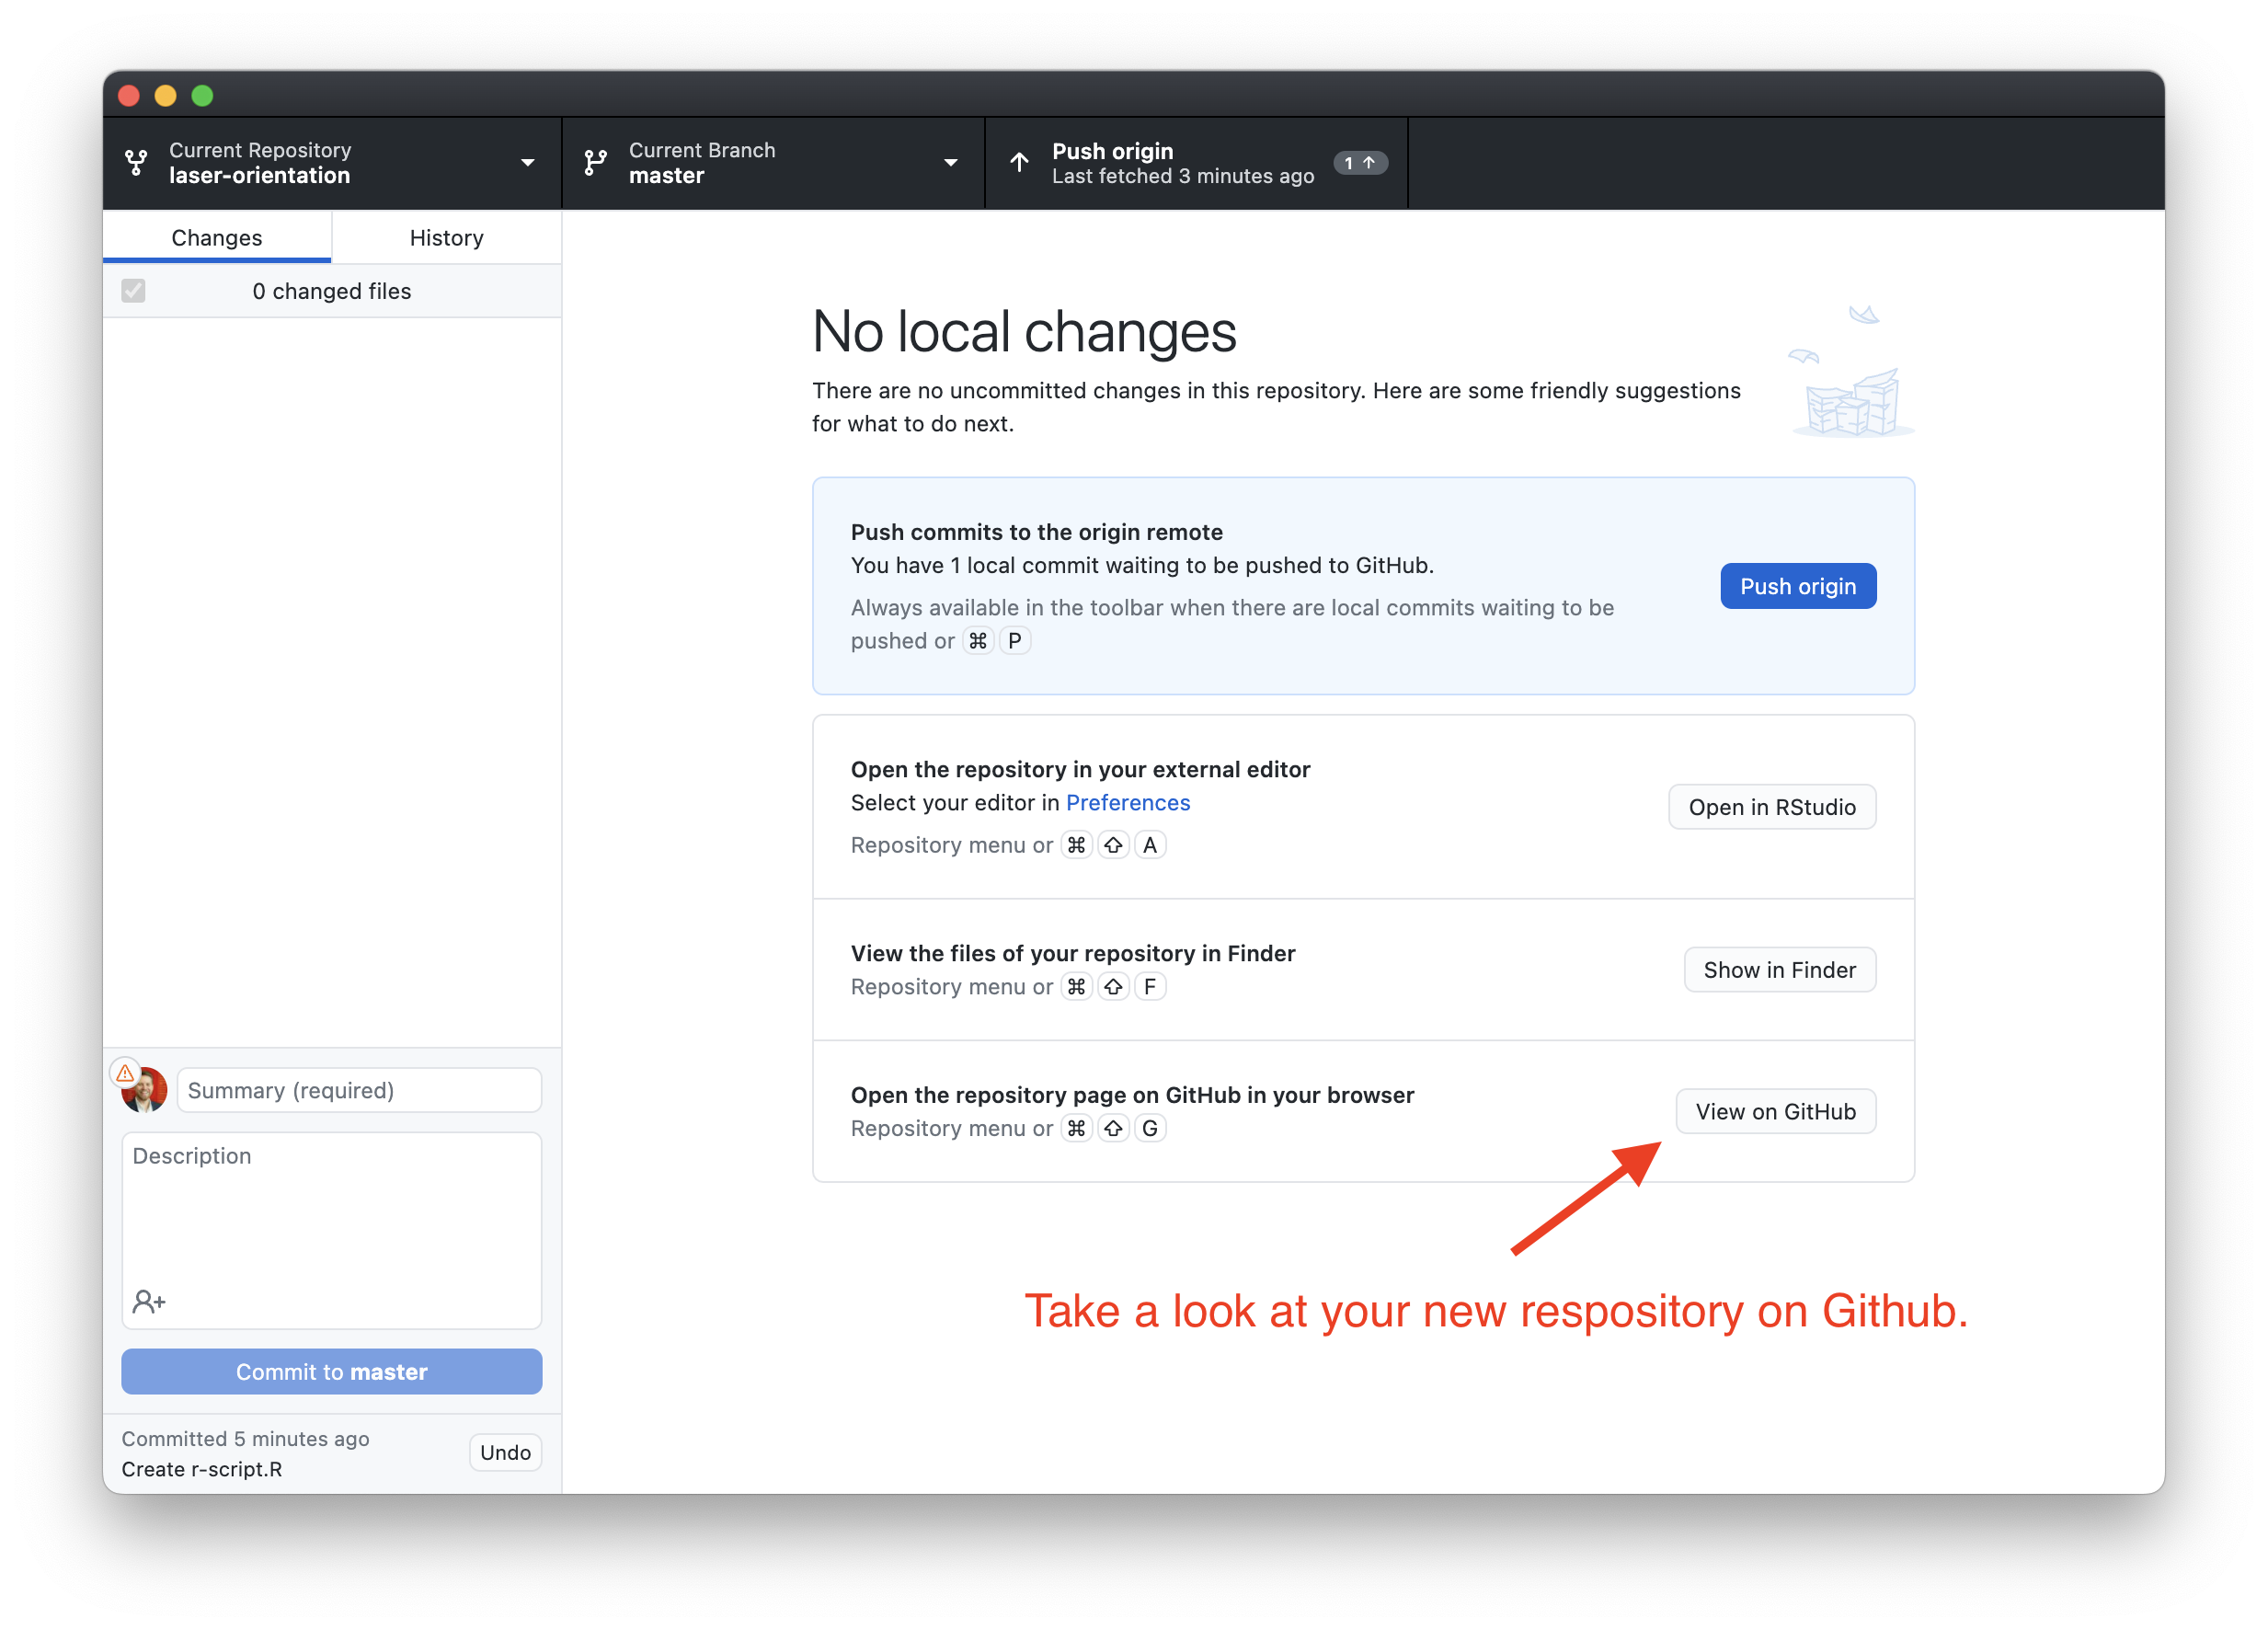 Current Repository
laser-orientation
Current Branch
master
Push origin
Last fetched 3 minutes ago
1 ↑
Changes
History
0 changed files
No local changes
There are no uncommitted changes in this repository. Here are some friendly suggestions
for what to do next.
Push commits to the origin remote
You have 1 local commit waiting to be pushed to GitHub.
Always available in the toolbar when there are local commits waiting to be
pushed or ⌘ P
Push origin
Open the repository in your external editor
Select your editor in Preferences
Repository menu or ⌘ ⇧ A
Open in RStudio
View the files of your repository in Finder
Repository menu or ⌘ ⇧ F
Show in Finder
Open the repository page on GitHub in your browser
Repository menu or ⌘ ⇧ G
View on GitHub
Take a look at your new respository on Github.
Summary (required)
Description
Commit to master
Committed 5 minutes ago
Create r-script.R
Undo